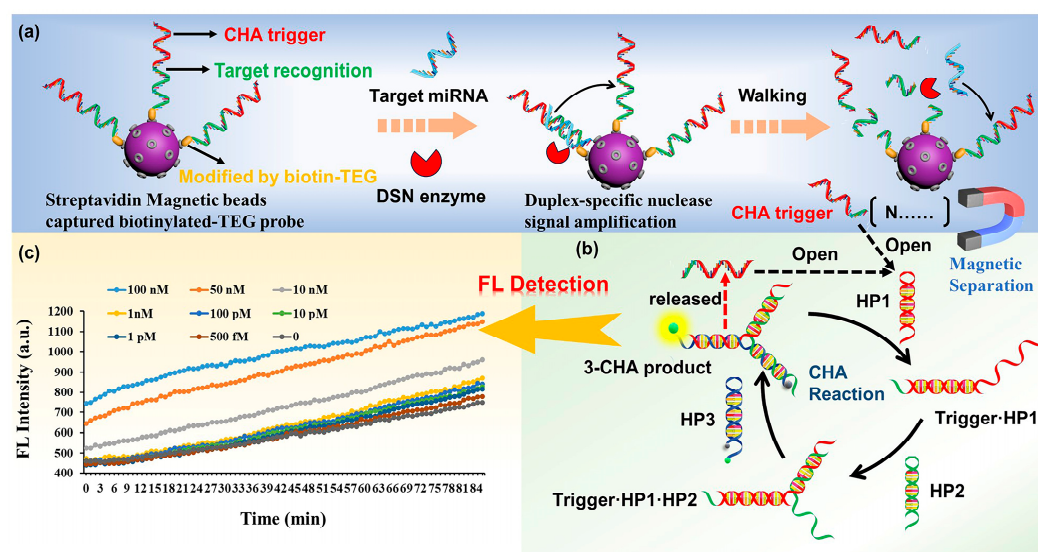 (a)
CHA trigger
Target recognition
Target miRNA
Walking
Modified by biotin-TEG
DSN enzyme
Streptavidin Magnetic beads
captured biotinylated-TEG probe
Duplex-specific nuclease
signal amplification
CHA trigger
N......
Open
Magnetic
Separation
(c)
100 nM 50 nM 10 nM
1nM 100 pM 10 pM
1 pM 500 fM 0
FL Intensity (a.u.)
1200
1100
1000
900
800
700
600
500
400
0 3 6 9 12 15 18 21 24 27 30 33 36 39 42 45 48 51 54 57 60 63 66 69 72 75 78 81 84
Time (min)
FL Detection
(b)
Open
released
HP1
3-CHA product
CHA
Reaction
HP3
Trigger·HP1
HP2
Trigger·HP1·HP2